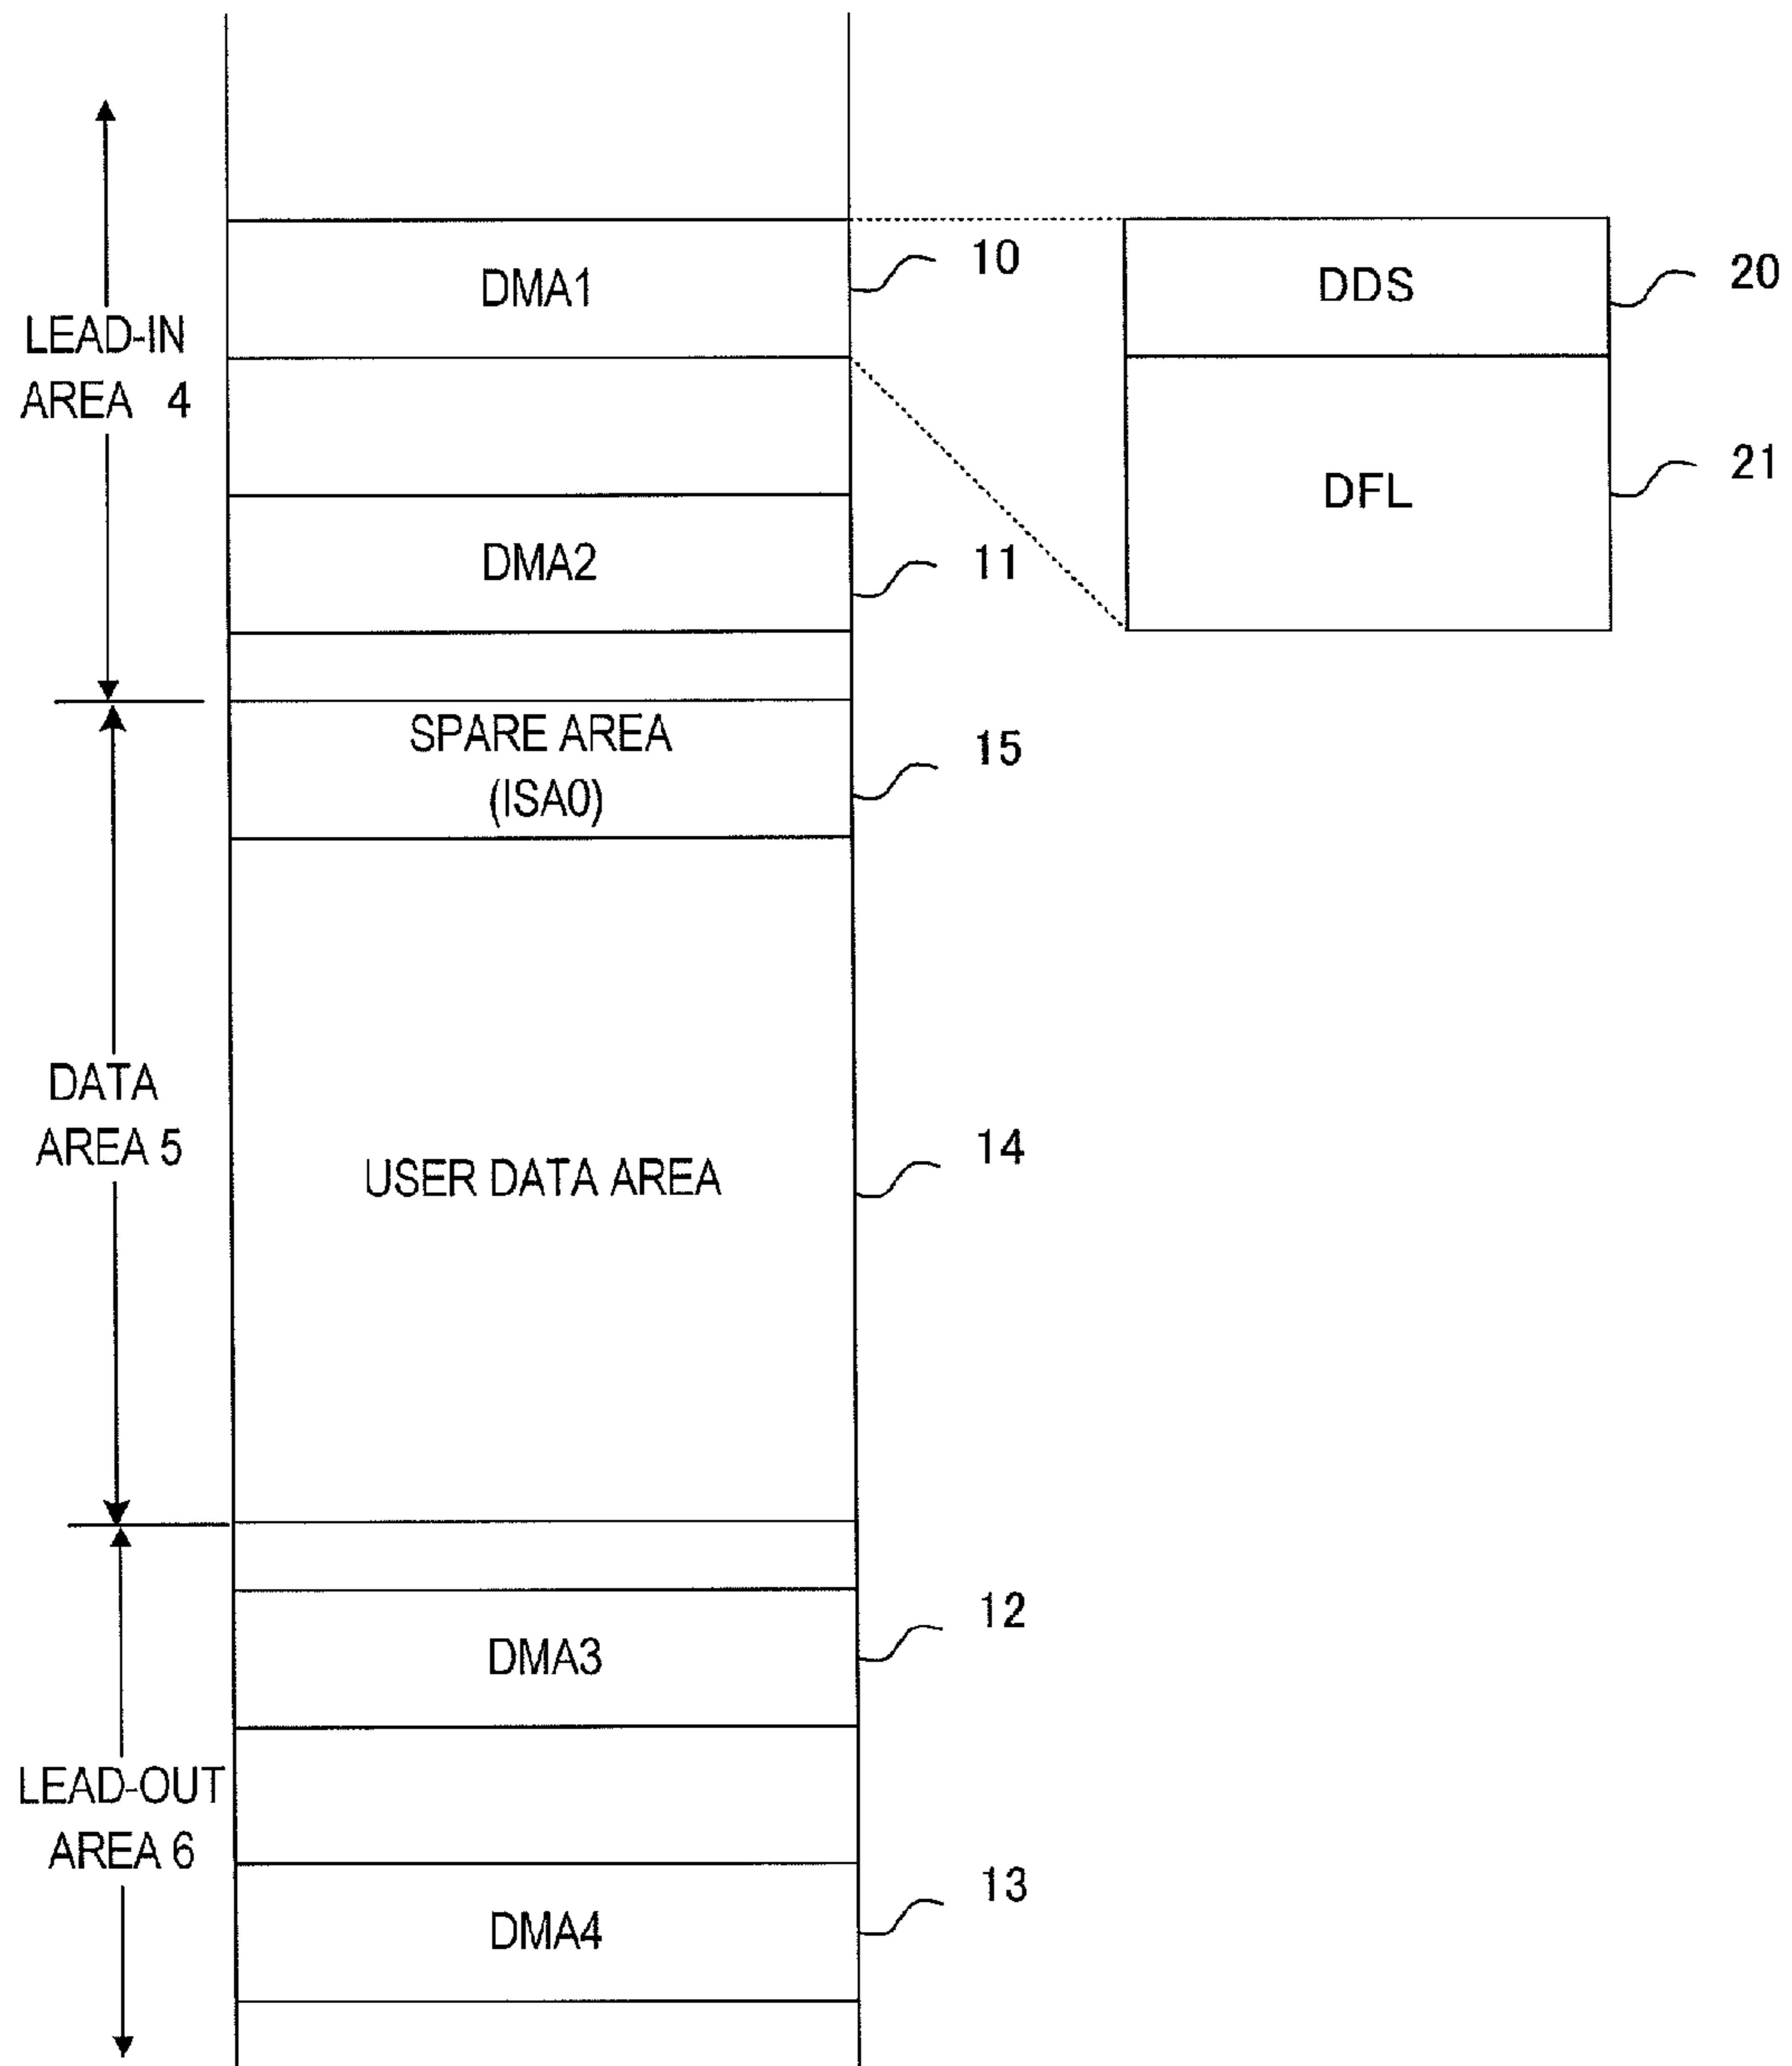 DMA1
10
DDS
20
LEAD-IN
AREA 4
DFL
21
DMA2
11
SPARE AREA
(ISA0)
15
DATA
AREA 5
USER DATA AREA
14
DMA3
12
LEAD-OUT
AREA 6
DMA4
13